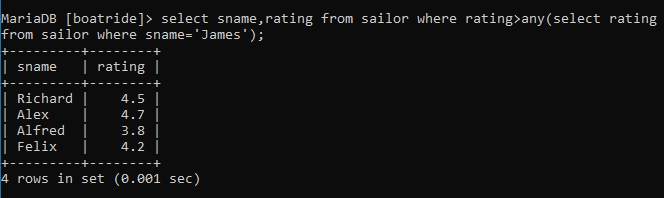 MariaDB [boatride]> select sname,rating from sailor where rating>any(select rating
from sailor where sname='James');
+---------+--------+
| sname   | rating |
+---------+--------+
| Richard |    4.5 |
| Alex    |    4.7 |
| Alfred  |    3.8 |
| Felix   |    4.2 |
+---------+--------+
4 rows in set (0.001 sec)